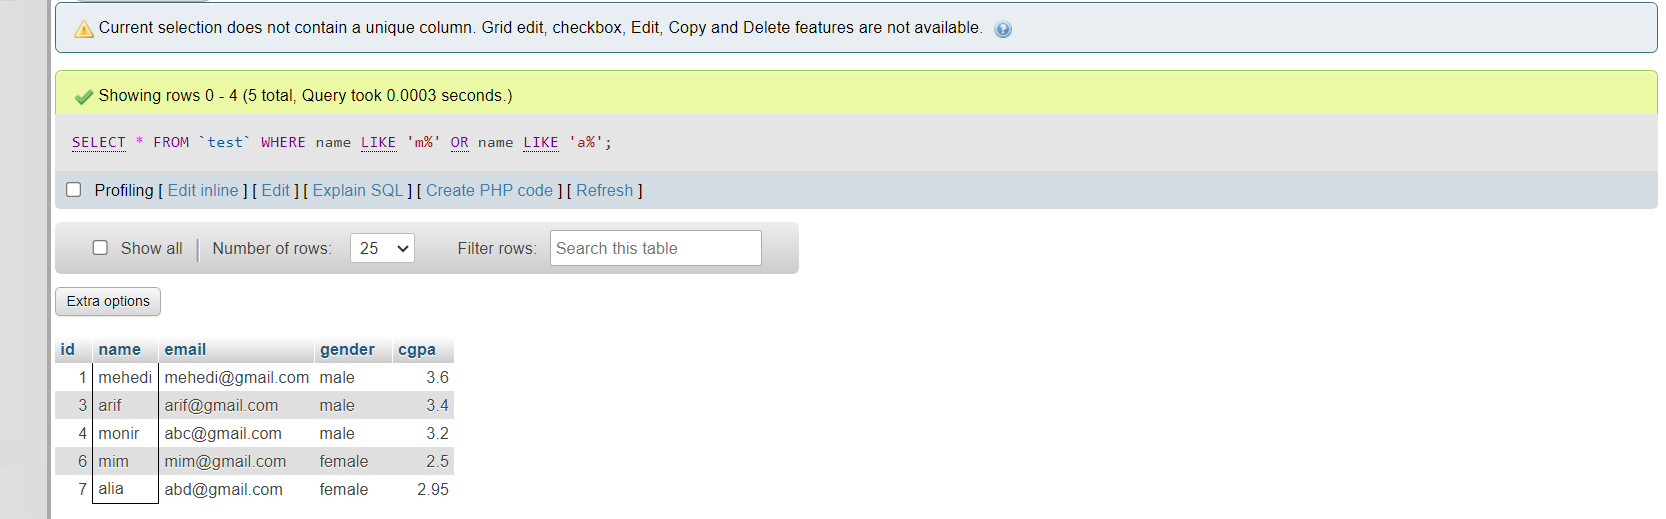 Current selection does not contain a unique column. Grid edit, checkbox, Edit, Copy and Delete features are not available.
Showing rows 0 - 4 (5 total, Query took 0.0003 seconds.)
SELECT * FROM `test` WHERE name LIKE 'm%' OR name LIKE 'a%';
Profiling [ Edit inline ] [ Edit ] [ Explain SQL ] [ Create PHP code ] [ Refresh ]
Show all | Number of rows: 25 Filter rows: Search this table
Extra options
id name email gender cgpa
1 mehedi mehedi@gmail.com male 3.6
3 arif arif@gmail.com male 3.4
4 monir abc@gmail.com male 3.2
6 mim mim@gmail.com female 2.5
7 alia abd@gmail.com female 2.95